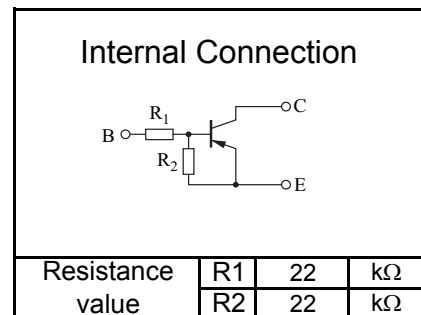 Internal Connection
C
R1
B
R2
E
Resistance value R1 22 kΩ
R2 22 kΩ